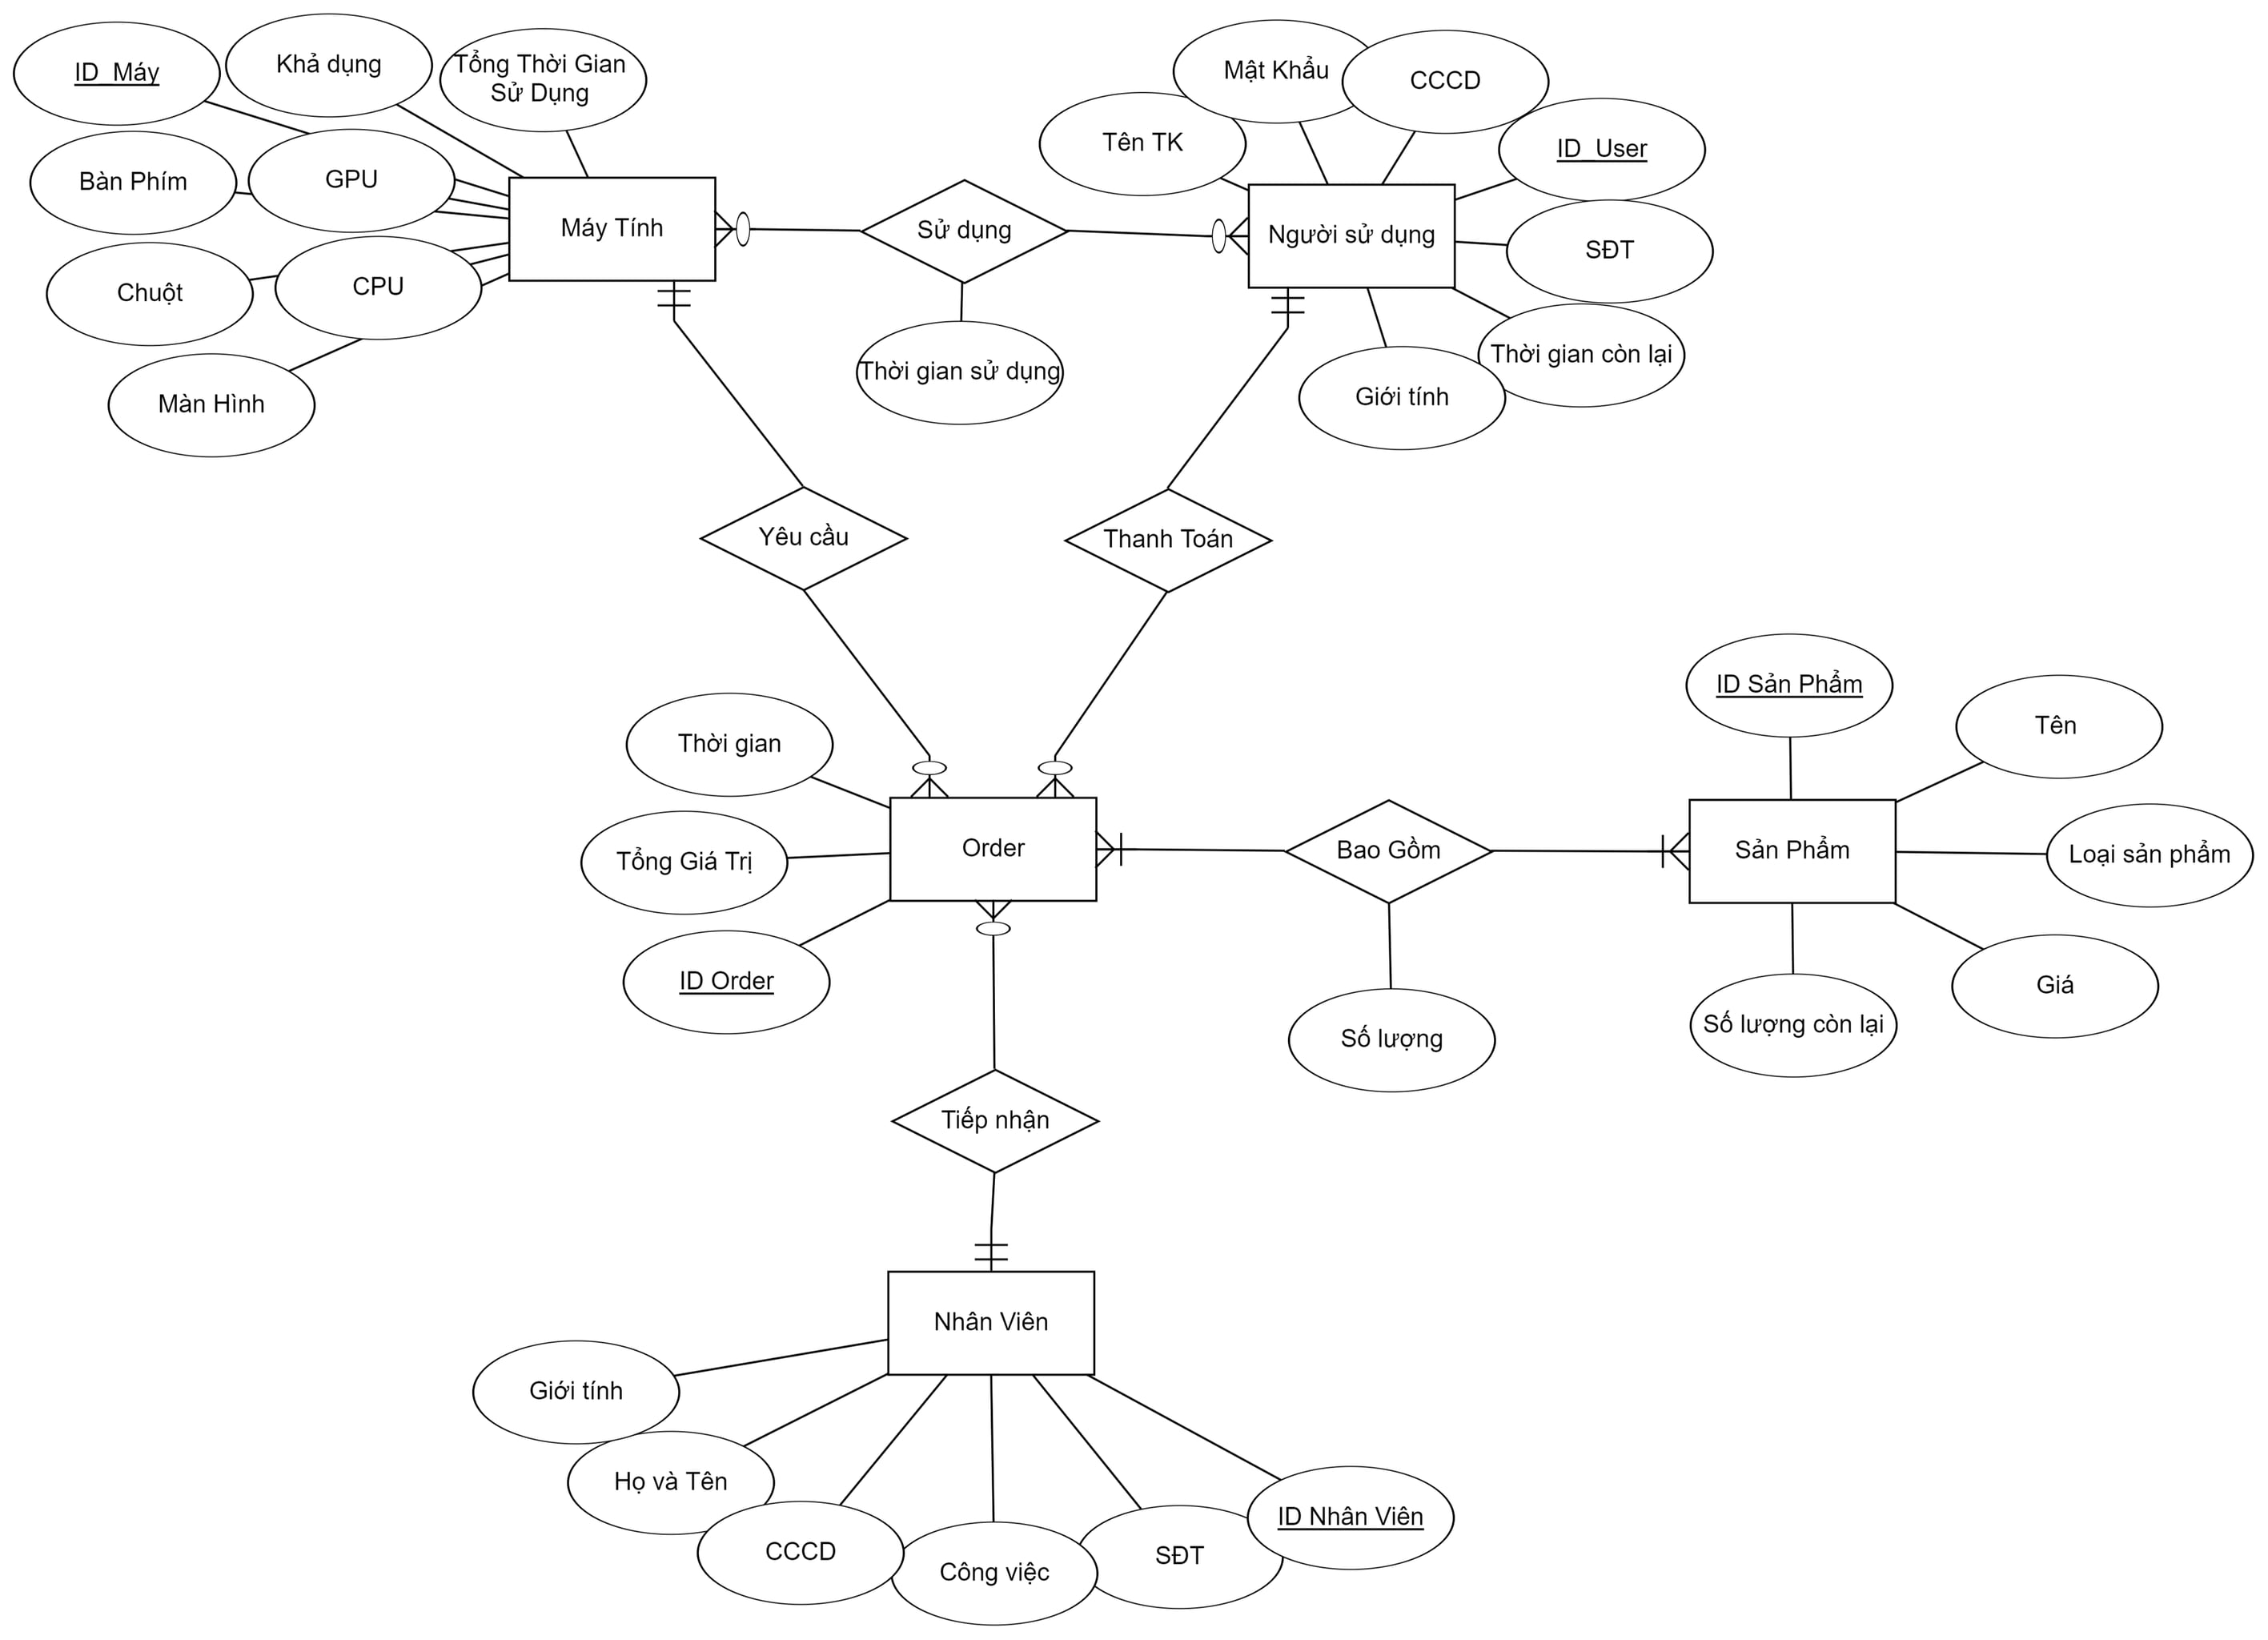 ID_Máy
Khả dụng
Tổng Thời Gian
Sử Dụng
Bàn Phím
GPU
Chuột
CPU
Màn Hình
Máy Tính
Sử dụng
Thời gian sử dụng
Tên TK
Mật Khẩu
CCCD
ID_User
SĐT
Thời gian còn lại
Giới tính
Người sử dụng
Yêu cầu
Thanh Toán
Thời gian
Tổng Giá Trị
ID Order
Order
Bao Gồm
Số lượng
ID Sản Phẩm
Tên
Sản Phẩm
Loại sản phẩm
Giá
Số lượng còn lại
Tiếp nhận
Nhân Viên
Giới tính
Họ và Tên
CCCD
Công việc
SĐT
ID Nhân Viên